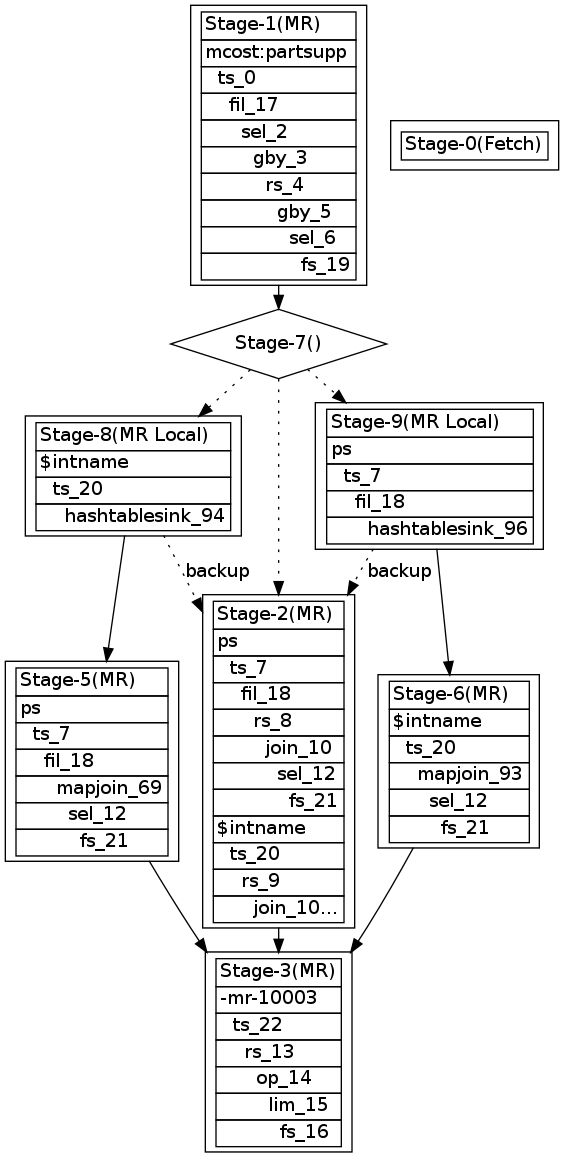 Stage-1(MR)
mcost:partsupp
ts_0
fil_17
sel_2
gby_3
rs_4
gby_5
sel_6
fs_19
Stage-0(Fetch)
Stage-7()
Stage-8(MR Local)
$intname
ts_20
hashtablesink_94
Stage-9(MR Local)
ps
ts_7
fil_18
hashtablesink_96
backup
backup
Stage-5(MR)
ps
ts_7
fil_18
mapjoin_69
sel_12
fs_21
Stage-2(MR)
ps
ts_7
fil_18
rs_8
join_10
sel_12
fs_21
$intname
ts_20
rs_9
join_10...
Stage-6(MR)
$intname
ts_20
mapjoin_93
sel_12
fs_21
Stage-3(MR)
-mr-10003
ts_22
rs_13
op_14
lim_15
fs_16